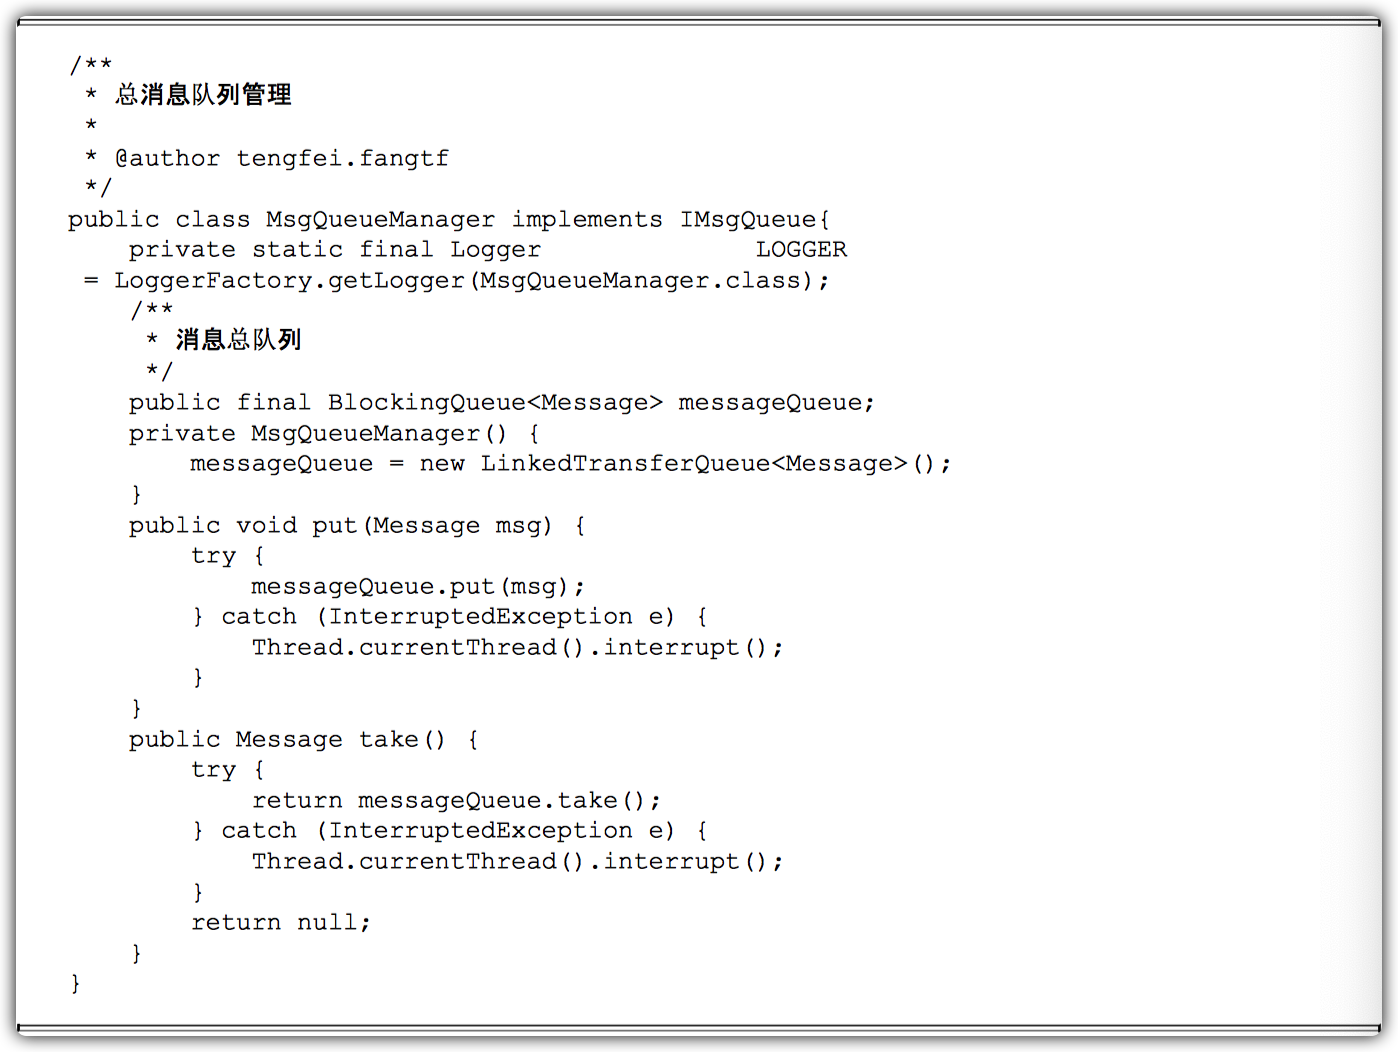 /**
 * 总消息队列管理
 *
 * @author tengfei.fangtf
 */
public class MsgQueueManager implements IMsgQueue{
    private static final Logger              LOGGER
 = LoggerFactory.getLogger(MsgQueueManager.class);
    /**
     * 消息总队列
     */
    public final BlockingQueue<Message> messageQueue;
    private MsgQueueManager() {
        messageQueue = new LinkedTransferQueue<Message>();
    }
    public void put(Message msg) {
        try {
            messageQueue.put(msg);
        } catch (InterruptedException e) {
            Thread.currentThread().interrupt();
        }
    }
    public Message take() {
        try {
            return messageQueue.take();
        } catch (InterruptedException e) {
            Thread.currentThread().interrupt();
        }
        return null;
    }
}